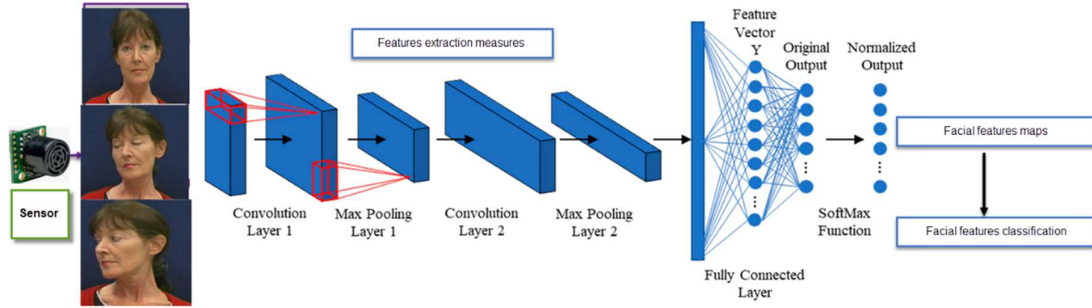 Sensor
Features extraction measures
Convolution
Layer 1
Max Pooling
Layer 1
Convolution
Layer 2
Max Pooling
Layer 2
Fully Connected
Layer
Feature
Vector
Y
Original
Output
Normalized
Output
SoftMax
Function
Facial features maps
Facial features classification